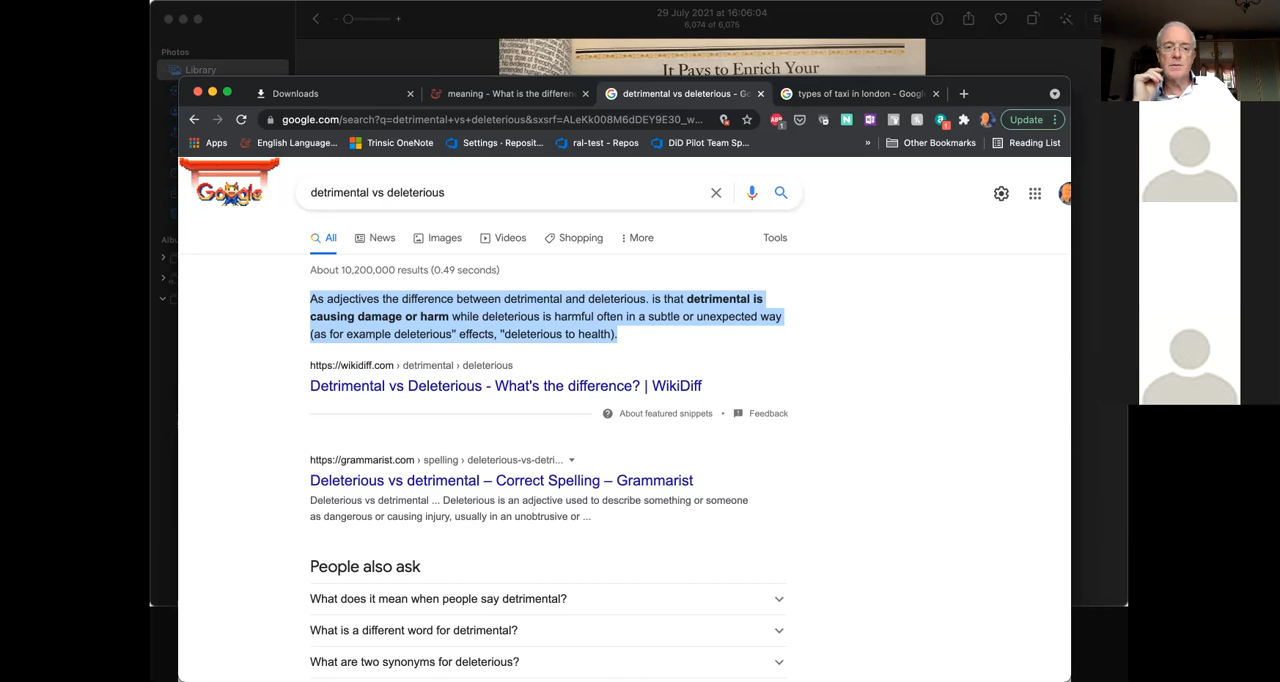 29 July 2021 at 16:06:04
6,074 of 6,075
Photos
Library
It Pays to Enrich Your
Downloads
meaning - What is the differen
detrimental vs deleterious - Go
types of taxi in london - Google
google.com/search?q=detrimental+vs+deleterious&sxsrf=ALeKk008M6dDEY9E30_w...
Update
Apps
English Language...
Trinsic OneNote
Settings - Reposit...
ral-test - Repos
DiD Pilot Team Sp...
»
Other Bookmarks
Reading List
Google
detrimental vs deleterious
All
News
Images
Videos
Shopping
More
Tools
About 10,200,000 results (0.49 seconds)
As adjectives the difference between detrimental and deleterious. is that detrimental is
causing damage or harm while deleterious is harmful often in a subtle or unexpected way
(as for example deleterious" effects, "deleterious to health).
https://wikidiff.com › detrimental › deleterious
Detrimental vs Deleterious - What's the difference? | WikiDiff
About featured snippets • Feedback
https://grammarist.com › spelling › deleterious-vs-detri...
Deleterious vs detrimental – Correct Spelling – Grammarist
Deleterious vs detrimental ... Deleterious is an adjective used to describe something or someone
as dangerous or causing injury, usually in an unobtrusive or ...
People also ask
What does it mean when people say detrimental?
What is a different word for detrimental?
What are two synonyms for deleterious?